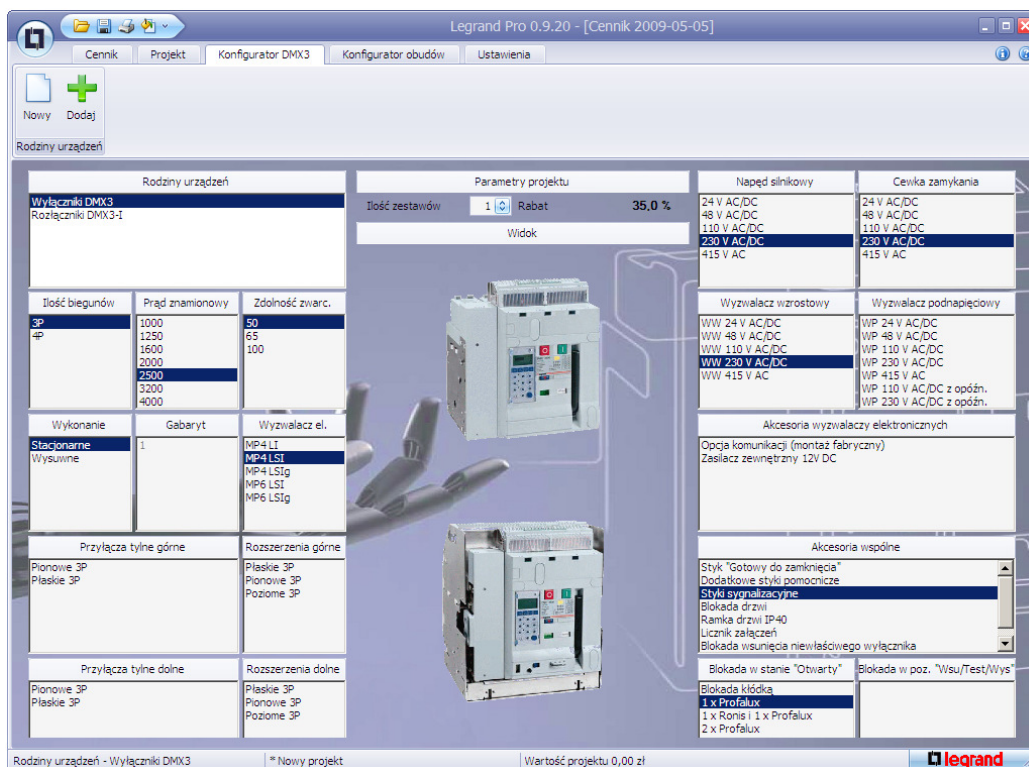 Legrand Pro 0.9.20 - [Cennik 2009-05-05]
Cennik
Projekt
Konfigurator DMX3
Konfigurator obudów
Ustawienia
Nowy
Dodaj
Rodziny urządzeń
Rodziny urządzeń
Wyłączniki DMX3
Rozłączniki DMX3-I
Ilość biegunów
3P
4P
Prąd znamionowy
1000
1250
1600
2000
2500
3200
4000
Zdolność zwarc.
50
65
100
Wykonanie
Stacjonarne
Wysuwne
Gabaryt
1
Wyzwalacz el.
MP4 LI
MP4 LSI
MP4 LSIg
MP6 LSI
MP6 LSIg
Przyłącza tylne górne
Pionowe 3P
Płaskie 3P
Rozszerzenia górne
Płaskie 3P
Pionowe 3P
Poziome 3P
Przyłącza tylne dolne
Pionowe 3P
Płaskie 3P
Rozszerzenia dolne
Płaskie 3P
Pionowe 3P
Poziome 3P
Parametry projektu
Ilość zestawów 1 Rabat 35,0 %
Widok
Napęd silnikowy
24 V AC/DC
48 V AC/DC
110 V AC/DC
230 V AC/DC
415 V AC
Cewka zamykania
24 V AC/DC
48 V AC/DC
110 V AC/DC
230 V AC/DC
415 V AC
Wyzwalacz wzrostowy
WW 24 V AC/DC
WW 48 V AC/DC
WW 110 V AC/DC
WW 230 V AC/DC
WW 415 V AC
Wyzwalacz podnapięciowy
WP 24 V AC/DC
WP 48 V AC/DC
WP 110 V AC/DC
WP 230 V AC/DC
WP 415 V AC
WP 110 V AC/DC z opóźn.
WP 230 V AC/DC z opóźn.
Akcesoria wyzwalaczy elektronicznych
Opcja komunikacji (montaż fabryczny)
Zasilacz zewnętrzny 12V DC
Akcesoria wspólne
Styk "Gotowy do zamknięcia"
Dodatkowe styki pomocnicze
Styki sygnalizacyjne
Blokada drzwi
Ramka drzwi IP40
Licznik załączeń
Blokada wsunięcia niewłaściwego wyłącznika
Blokada w stanie "Otwarty"
Blokada kłódką
1 x Profalux
1 x Ronis i 1 x Profalux
2 x Profalux
Blokada w poz. "Wsu/Test/Wys"
Rodziny urządzeń - Wyłączniki DMX3
* Nowy projekt
Wartość projektu 0,00 zł
legrand